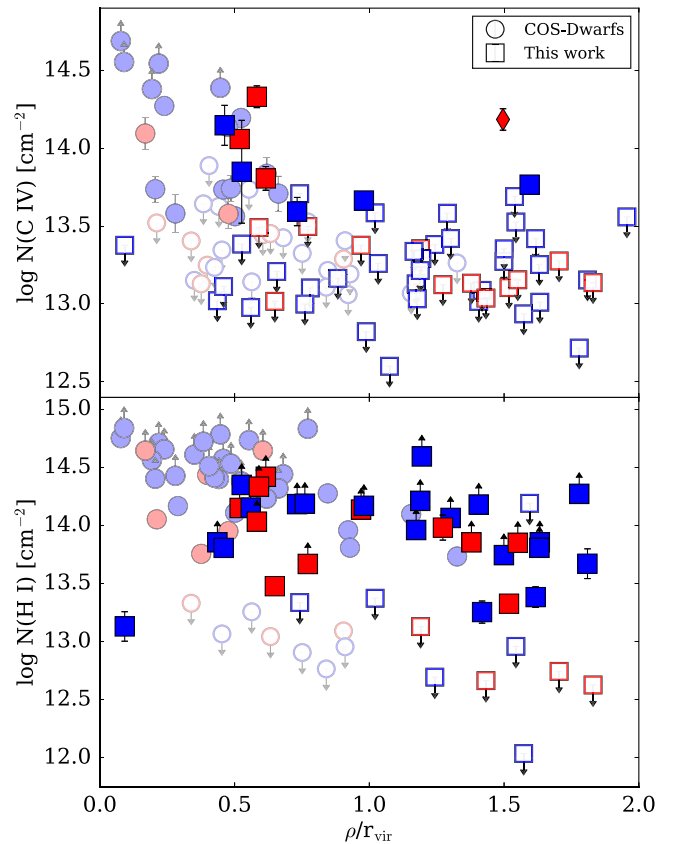 COS-Dwarfs
This work
log N(C IV) [cm⁻²]
14.5
14.0
13.5
13.0
12.5
log N(H I) [cm⁻²]
15.0
14.5
14.0
13.5
13.0
12.5
12.0
0.0 0.5 1.0 1.5 2.0
ρ/r_vir